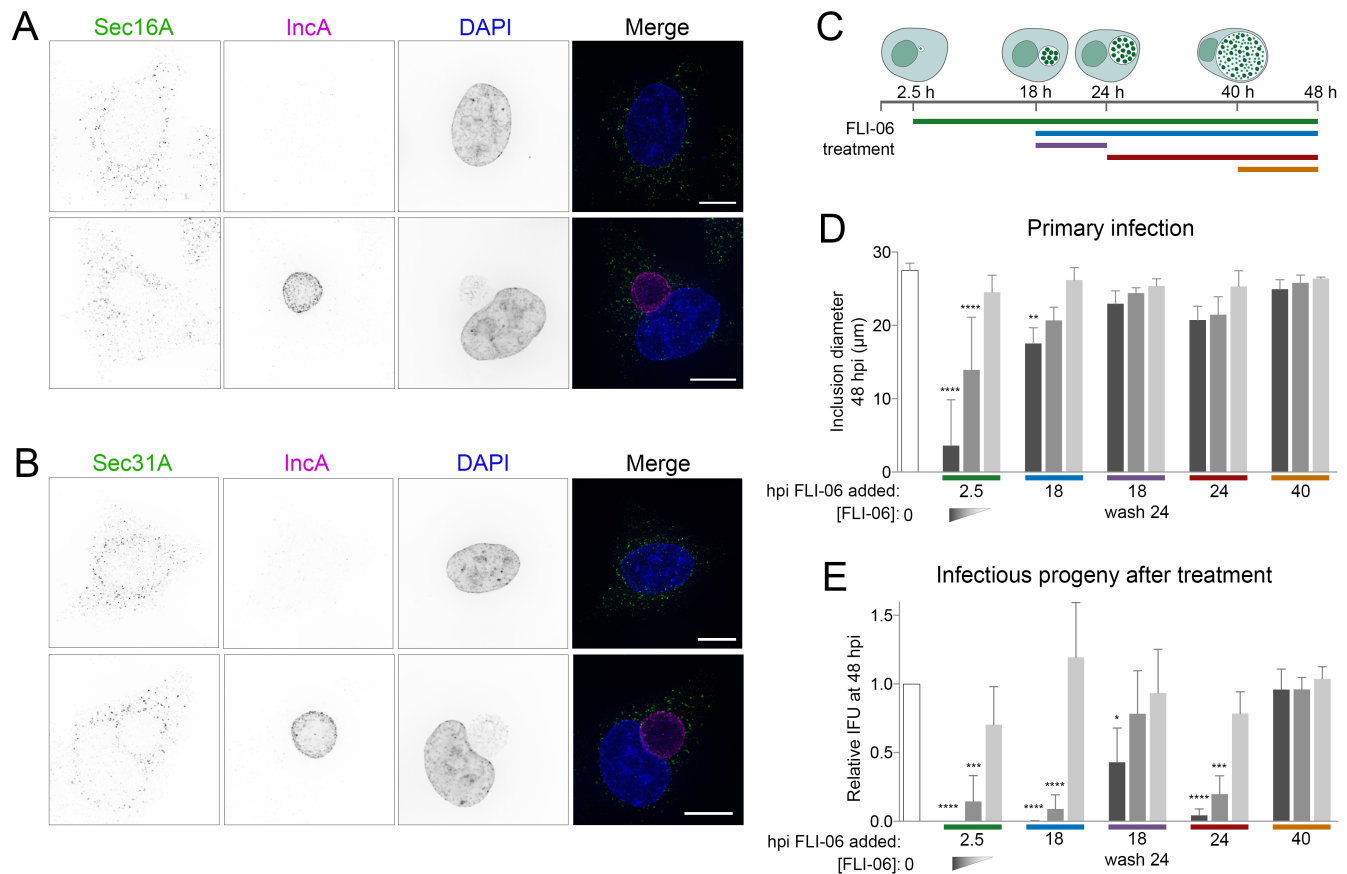 A
Sec16A IncA DAPI Merge
B
Sec31A IncA DAPI Merge
C
2.5 h 18 h 24 h 40 h 48 h
FLI-06
treatment
D
Primary infection
Inclusion diameter
48 hpi (µm)
30
20
10
0
**** **** **
hpi FLI-06 added: 2.5 18 18 24 40
[FLI-06]: 0 wash 24
E
Infectious progeny after treatment
Relative IFU at 48 hpi
1.5
1.0
0.5
0.0
**** *** **** **** * **** ***
hpi FLI-06 added: 2.5 18 18 24 40
[FLI-06]: 0 wash 24